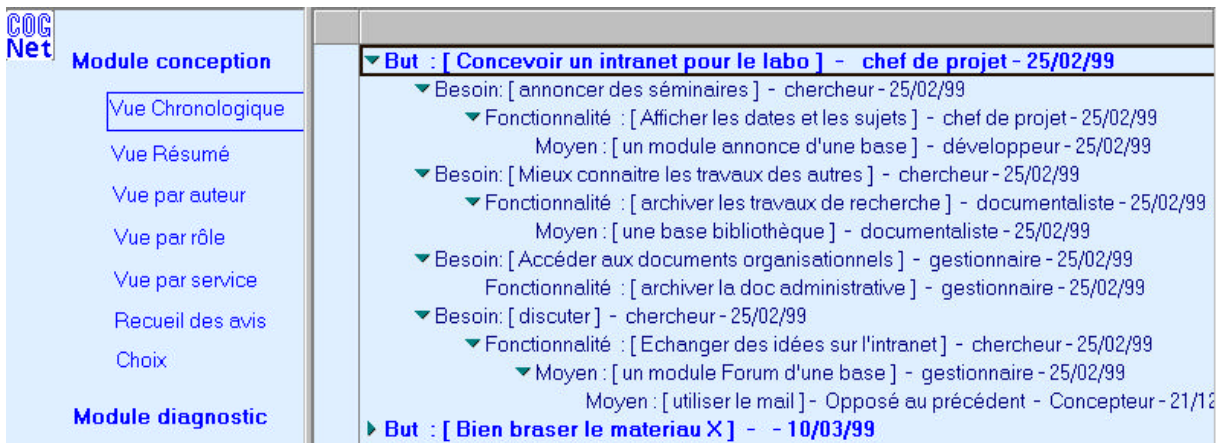 COG
Net
Module conception
Vue Chronologique
Vue Résumé
Vue par auteur
Vue par rôle
Vue par service
Recueil des avis
Choix
Module diagnostic
But : [ Concevoir un intranet pour le labo ] - chef de projet - 25/02/99
Besoin: [ annoncer des séminaires ] - chercheur - 25/02/99
Fonctionnalité : [ Afficher les dates et les sujets ] - chef de projet - 25/02/99
Moyen : [ un module annonce d'une base ] - développeur - 25/02/99
Besoin: [ Mieux connaitre les travaux des autres ] - chercheur - 25/02/99
Fonctionnalité : [ archiver les travaux de recherche ] - documentaliste - 25/02/99
Moyen : [ une base bibliothèque ] - documentaliste - 25/02/99
Besoin: [ Accéder aux documents organisationnels ] - gestionnaire - 25/02/99
Fonctionnalité : [ archiver la doc administrative ] - gestionnaire - 25/02/99
Besoin: [ discuter ] - chercheur - 25/02/99
Fonctionnalité : [ Echanger des idées sur l'intranet ] - chercheur - 25/02/99
Moyen : [ un module Forum d'une base ] - gestionnaire - 25/02/99
Moyen : [ utiliser le mail ] - Opposé au précédent - Concepteur - 21/12
But : [ Bien braser le materiau X ] - - 10/03/99